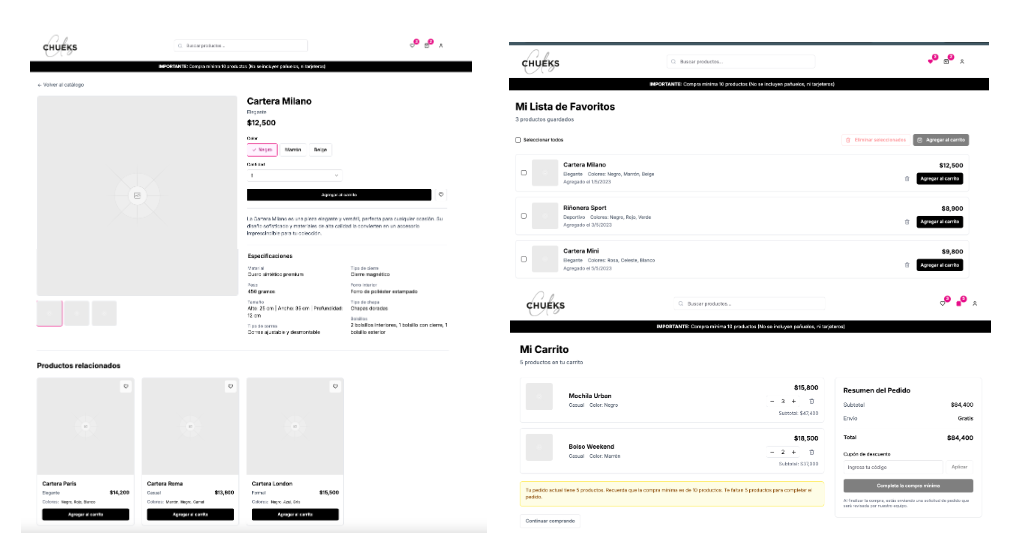 CHUEKS
Buscar productos...
IMPORTANTE: Compra mínima 10 productos (No se incluyen pañuelos, ni tarjeteros)
← Volver al catálogo
Cartera Milano
Elegante
$12,500
Color
Negro Marrón Beige
Cantidad
Agregar al carrito
La Cartera Milano es una pieza elegante y versátil, perfecta para cualquier ocasión. Su
diseño sofisticado y materiales de alta calidad la convierten en un accesorio
imprescindible para tu colección.
Especificaciones
Material
Cuero sintético premium
Peso
450 gramos
Tamaño
Alto: 25 cm | Ancho: 35 cm | Profundidad:
12 cm
Tipo de correa
Correa ajustable y desmontable
Tipo de cierre
Cierre magnético
Forro interior
Forro de poliéster estampado
Tipo de chapa
Chapas doradas
Bolsillos
2 bolsillos interiores, 1 bolsillo con cierre, 1
bolsillo exterior
Productos relacionados
Cartera París
Elegante $14,200
Colores: Negro, Rojo, Blanco
Agregar al carrito
Cartera Roma
Casual $13,800
Colores: Marrón, Negro, Camel
Agregar al carrito
Cartera London
Formal $15,500
Colores: Negro, Azul, Gris
Agregar al carrito
CHUEKS
Buscar productos...
IMPORTANTE: Compra mínima 10 productos (No se incluyen pañuelos, ni tarjeteros)
Mi Lista de Favoritos
3 productos guardados
Seleccionar todos
Eliminar seleccionados
Agregar al carrito
Cartera Milano $12,500
Elegante Colores: Negro, Marrón, Beige
Agregado el 1/5/2023
Agregar al carrito
Riñonera Sport $8,900
Deportivo Colores: Negro, Rojo, Verde
Agregado el 3/5/2023
Agregar al carrito
Cartera Mini $9,800
Elegante Colores: Rosa, Celeste, Blanco
Agregado el 5/5/2023
Agregar al carrito
CHUEKS
Buscar productos...
IMPORTANTE: Compra mínima 10 productos (No se incluyen pañuelos, ni tarjeteros)
Mi Carrito
5 productos en tu carrito
Mochila Urban $15,800
Casual Color: Negro
− 3 +
Subtotal: $47,400
Bolso Weekend $18,500
Casual Color: Marrón
− 2 +
Subtotal: $37,000
Tu pedido actual tiene 5 productos. Recuerda que la compra mínima es de 10 productos. Te faltan 5 productos para completar el
pedido.
Continuar comprando
Resumen del Pedido
Subtotal $84,400
Envío Gratis
Total $84,400
Cupón de descuento
Ingresa tu código
Aplicar
Completa la compra mínima
Al finalizar la compra, estás enviando una solicitud de pedido que
será revisada por nuestro equipo.